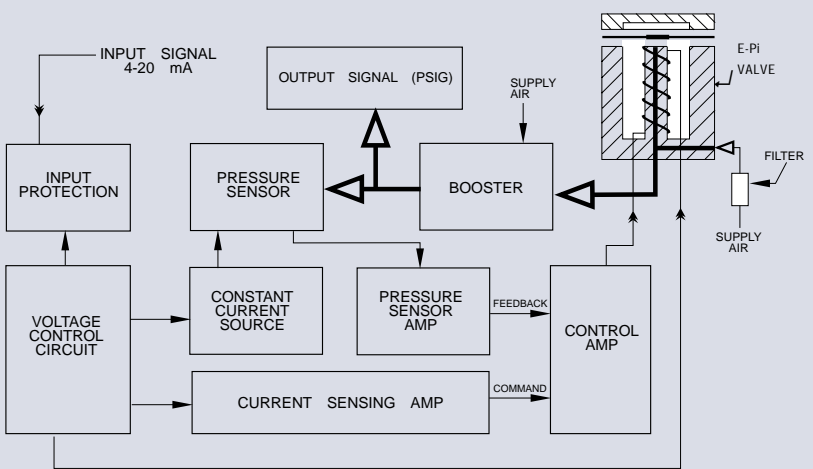 INPUT SIGNAL
4-20 mA
OUTPUT SIGNAL (PSIG)
SUPPLY
AIR
E-Pi
VALVE
INPUT
PROTECTION
PRESSURE
SENSOR
BOOSTER
FILTER
SUPPLY
AIR
VOLTAGE
CONTROL
CIRCUIT
CONSTANT
CURRENT
SOURCE
PRESSURE
SENSOR
AMP
FEEDBACK
CONTROL
AMP
CURRENT SENSING AMP
COMMAND